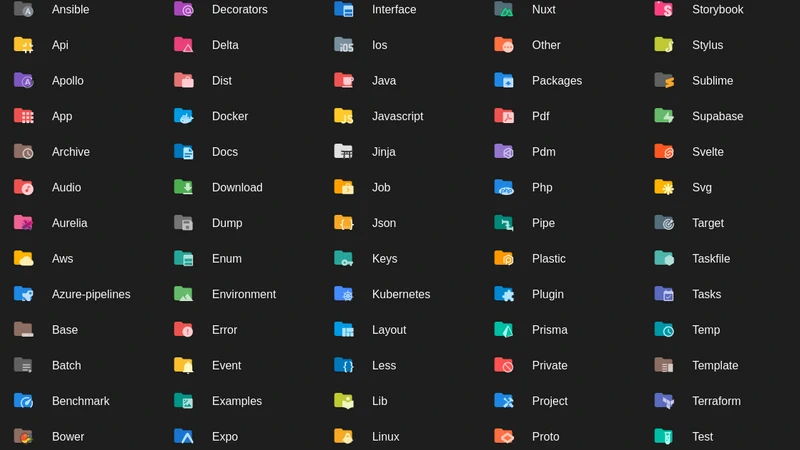 Ansible Decorators Interface Nuxt Storybook
Api Delta Ios Other Stylus
Apollo Dist Java Packages Sublime
App Docker Javascript Pdf Supabase
Archive Docs Jinja Pdm Svelte
Audio Download Job Php Svg
Aurelia Dump Json Pipe Target
Aws Enum Keys Plastic Taskfile
Azure-pipelines Environment Kubernetes Plugin Tasks
Base Error Layout Prisma Temp
Batch Event Less Private Template
Benchmark Examples Lib Project Terraform
Bower Expo Linux Proto Test